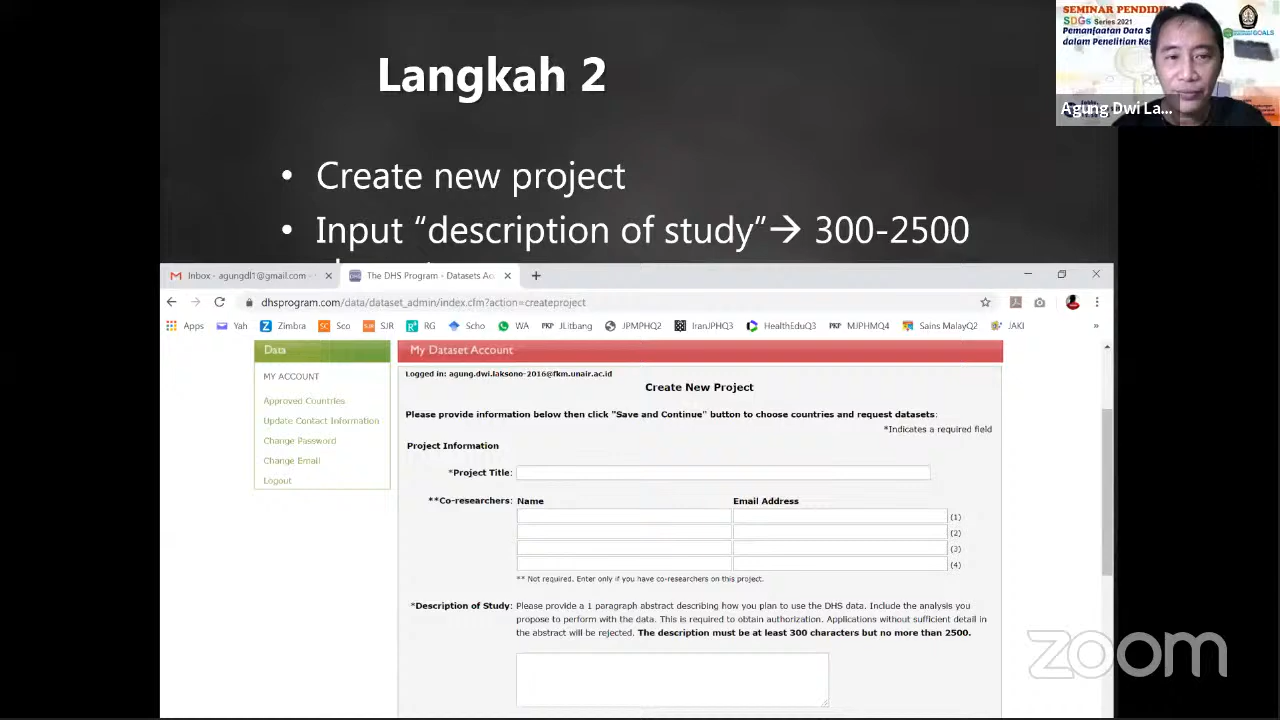 Langkah 2
• Create new project
• Input “description of study”→ 300-2500
SEMINAR PENDIDI
SDGs Series 2021
Pemanfaatan Data S
dalam Penelitian Kes
GOALS
Agung Dwi La...
Inbox - agungdl1@gmail.com -
The DHS Program - Datasets Ac
dhsprogram.com/data/dataset_admin/index.cfm?action=createproject
Apps Yah Zimbra Sco SJR RG Scho WA JLitbang JPMPHQ2 IranJPHQ3 HealthEduQ3 MJPHMQ4 Sains MalayQ2 JAKI »
Data
MY ACCOUNT
Approved Countries
Update Contact Information
Change Password
Change Email
Logout
My Dataset Account
Logged in: agung.dwi.laksono-2016@fkm.unair.ac.id
Create New Project
Please provide information below then click "Save and Continue" button to choose countries and request datasets:
*Indicates a required field
Project Information
*Project Title:
**Co-researchers: Name Email Address
(1)
(2)
(3)
(4)
** Not required. Enter only if you have co-researchers on this project.
*Description of Study: Please provide a 1 paragraph abstract describing how you plan to use the DHS data. Include the analysis you
propose to perform with the data. This is required to obtain authorization. Applications without sufficient detail in
the abstract will be rejected. The description must be at least 300 characters but no more than 2500.
zoom